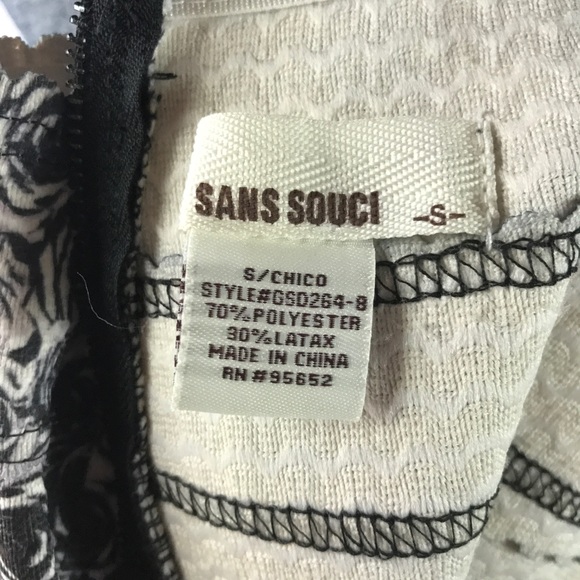 SANS SOUCI -S-
S/CHICO
STYLE#GSD264-8
70%POLYESTER
30%LATAX
MADE IN CHINA
RN #95652